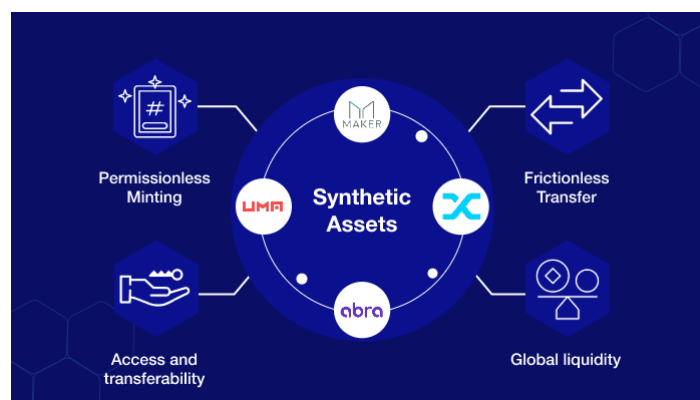 MAKER
#
Permissionless
Minting
Frictionless
Transfer
UMA
Synthetic
Assets
abra
Access and
transferability
Global liquidity